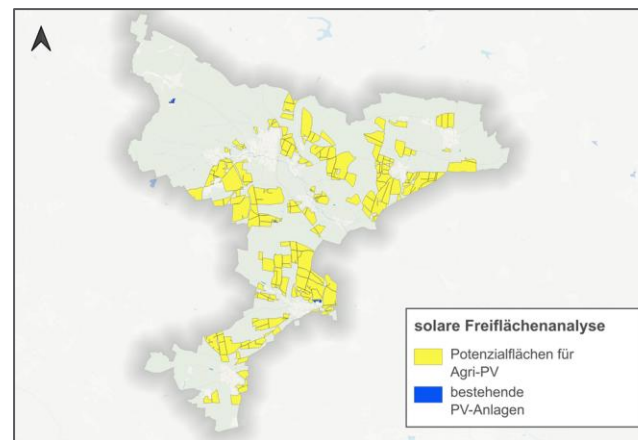 solare Freiflächenanalyse
Potenzialflächen für
Agri-PV
bestehende
PV-Anlagen